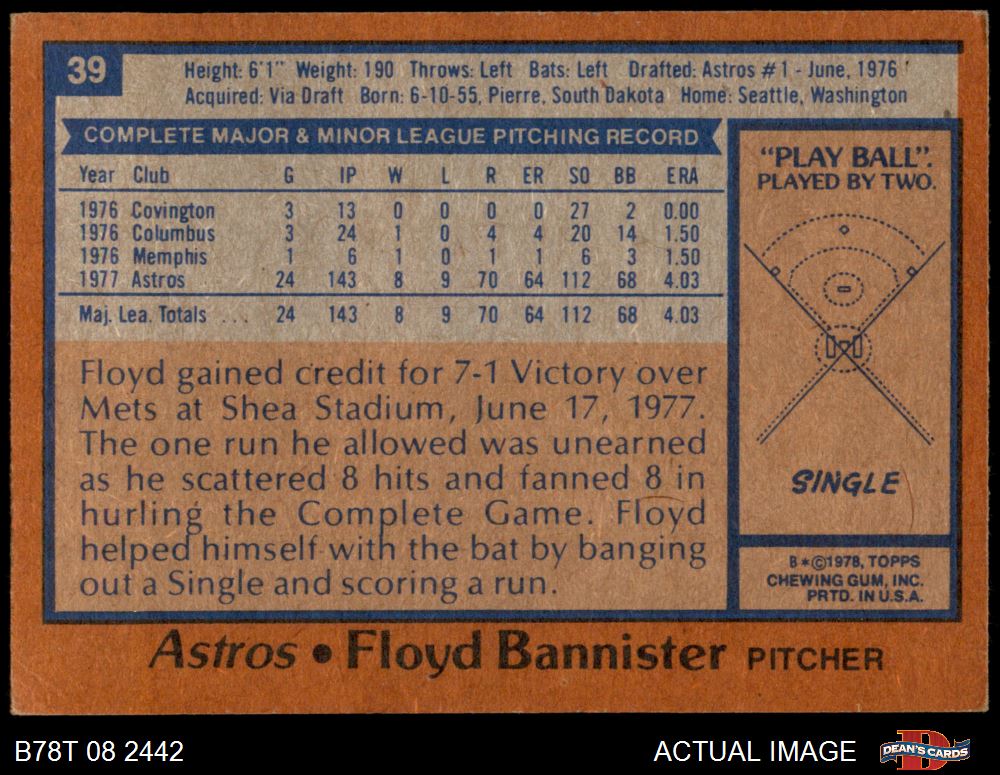 39
Height: 6'1" Weight: 190 Throws: Left Bats: Left Drafted: Astros #1 - June, 1976
Acquired: Via Draft Born: 6-10-55, Pierre, South Dakota Home: Seattle, Washington
COMPLETE MAJOR & MINOR LEAGUE PITCHING RECORD
Year Club G IP W L R ER SO BB ERA
1976 Covington 3 13 0 0 0 0 27 2 0.00
1976 Columbus 3 24 1 0 4 4 20 14 1.50
1976 Memphis 1 6 1 0 1 1 6 3 1.50
1977 Astros 24 143 8 9 70 64 112 68 4.03
Maj. Lea. Totals ... 24 143 8 9 70 64 112 68 4.03
Floyd gained credit for 7-1 Victory over
Mets at Shea Stadium, June 17, 1977.
The one run he allowed was unearned
as he scattered 8 hits and fanned 8 in
hurling the Complete Game. Floyd
helped himself with the bat by banging
out a Single and scoring a run.
"PLAY BALL".
PLAYED BY TWO.
SINGLE
B*©1978, TOPPS
CHEWING GUM, INC.
PRTD. IN U.S.A.
Astros • Floyd Bannister PITCHER
B78T 08 2442
ACTUAL IMAGE
D
DEAN'S CARDS